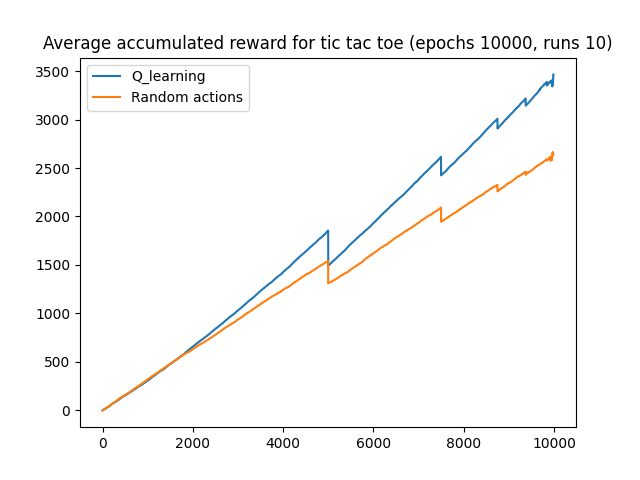 Average accumulated reward for tic tac toe (epochs 10000, runs 10)
Q_learning
Random actions
3500
3000
2500
2000
1500
1000
500
0
0 2000 4000 6000 8000 10000